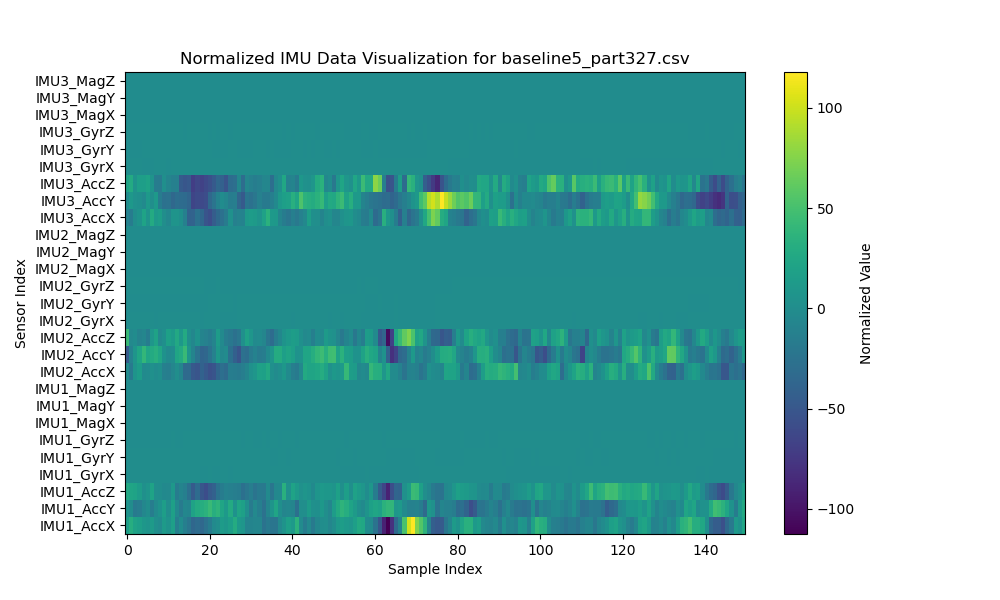 Normalized IMU Data Visualization for baseline5_part327.csv
IMU3_MagZ
IMU3_MagY
IMU3_MagX
IMU3_GyrZ
IMU3_GyrY
IMU3_GyrX
IMU3_AccZ
IMU3_AccY
IMU3_AccX
IMU2_MagZ
IMU2_MagY
IMU2_MagX
IMU2_GyrZ
IMU2_GyrY
IMU2_GyrX
IMU2_AccZ
IMU2_AccY
IMU2_AccX
IMU1_MagZ
IMU1_MagY
IMU1_MagX
IMU1_GyrZ
IMU1_GyrY
IMU1_GyrX
IMU1_AccZ
IMU1_AccY
IMU1_AccX
Sensor Index
0 20 40 60 80 100 120 140
Sample Index
100
50
0
−50
−100
Normalized Value